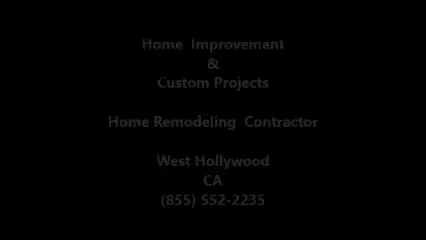 Home Improvement
&
Custom Projects
Home Remodeling Contractor
West Hollywood
CA
(855) 552-2235